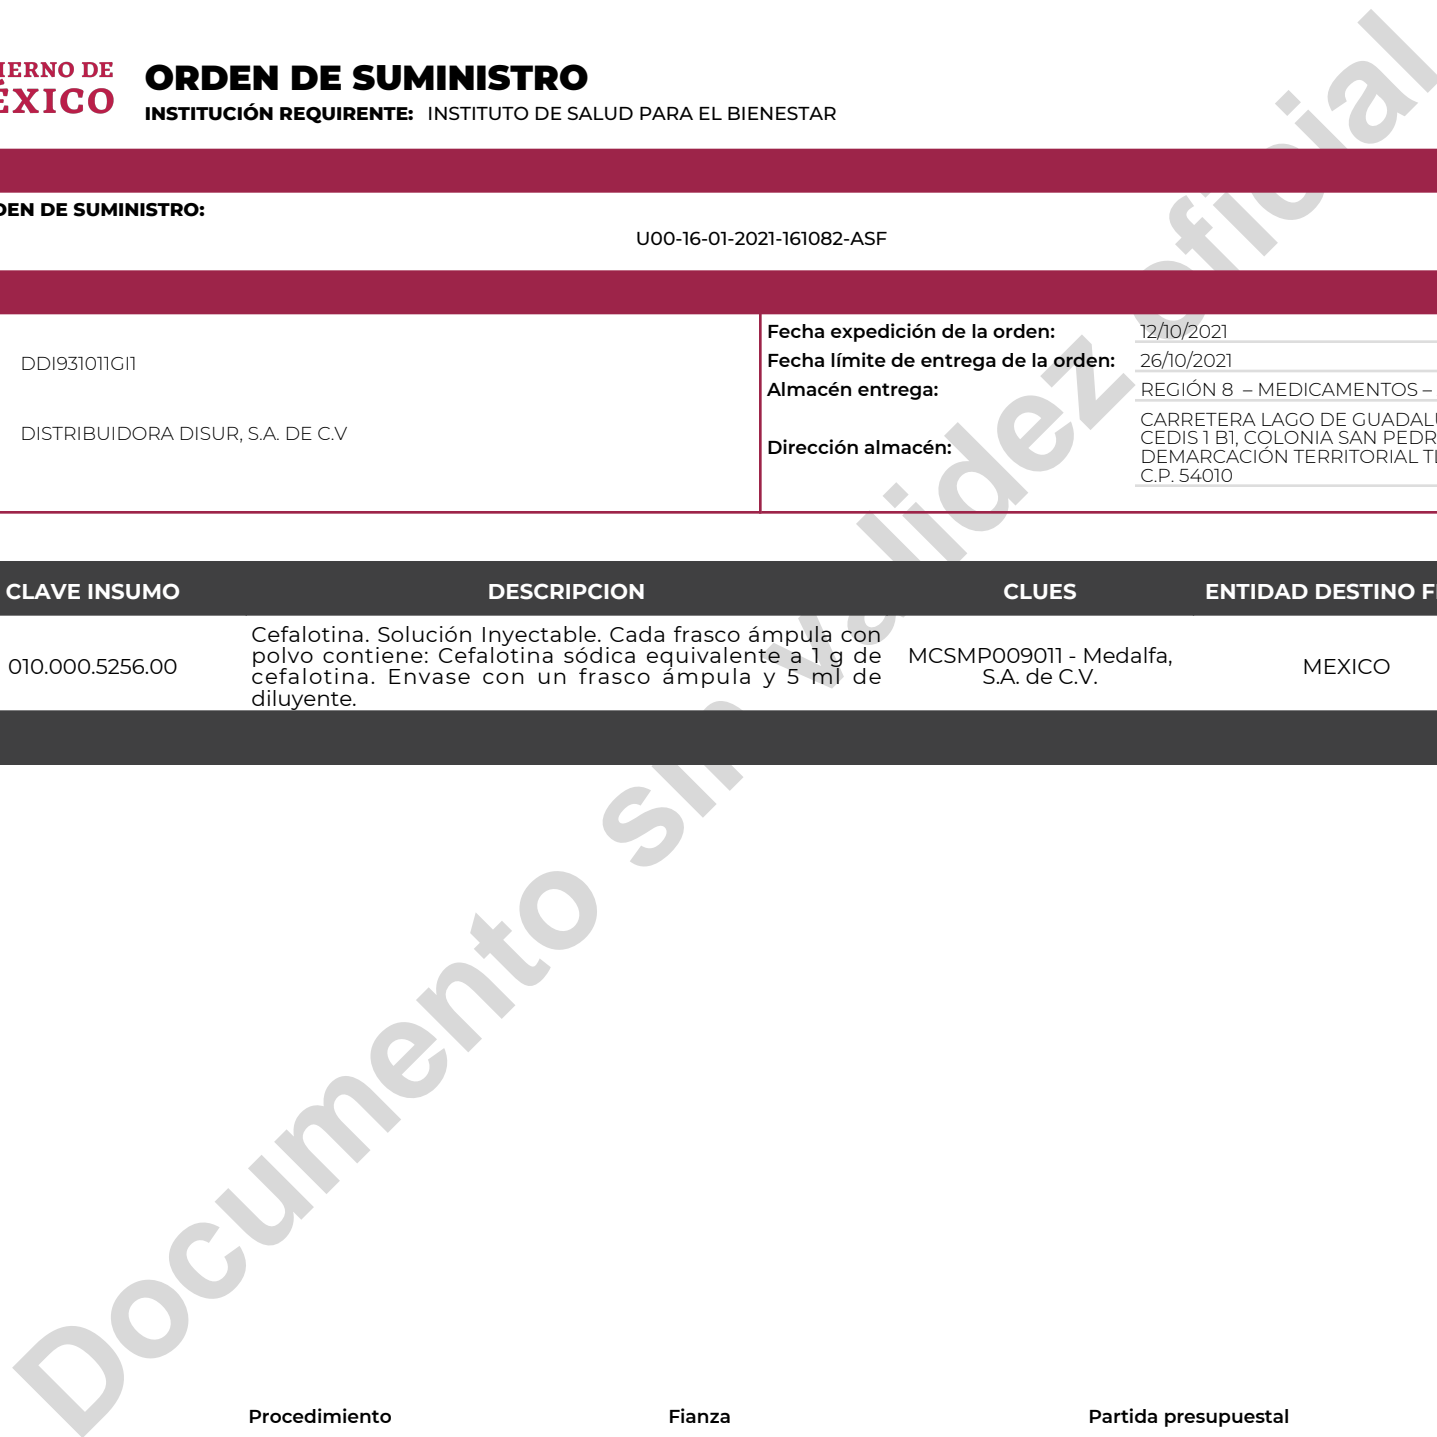 IERNO DE
ÉXICO
ORDEN DE SUMINISTRO
INSTITUCIÓN REQUIRENTE: INSTITUTO DE SALUD PARA EL BIENESTAR
DEN DE SUMINISTRO:
U00-16-01-2021-161082-ASF
DDI931011GI1
DISTRIBUIDORA DISUR, S.A. DE C.V
Fecha expedición de la orden: 12/10/2021
Fecha límite de entrega de la orden: 26/10/2021
Almacén entrega: REGIÓN 8 – MEDICAMENTOS –
Dirección almacén:
CARRETERA LAGO DE GUADALU
CEDIS 1 B1, COLONIA SAN PEDR
DEMARCACIÓN TERRITORIAL TL
C.P. 54010
CLAVE INSUMO DESCRIPCION CLUES ENTIDAD DESTINO FI
010.000.5256.00
Cefalotina. Solución Inyectable. Cada frasco ámpula con
polvo contiene: Cefalotina sódica equivalente a 1 g de
cefalotina. Envase con un frasco ámpula y 5 ml de
diluyente.
MCSMP009011 - Medalfa,
S.A. de C.V.
MEXICO
Documento sin validez oficial
Procedimiento Fianza Partida presupuestal